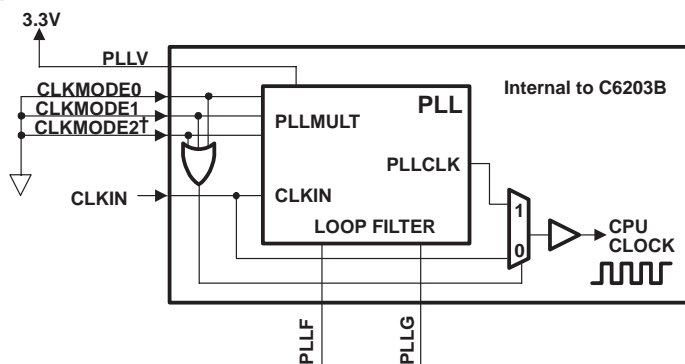 3.3V
PLLV
CLKMODE0
CLKMODE1
CLKMODE2†
CLKIN
PLLMULT
PLL
PLLCLK
CLKIN
LOOP FILTER
Internal to C6203B
1
0
CPU
CLOCK
PLLF
PLLG